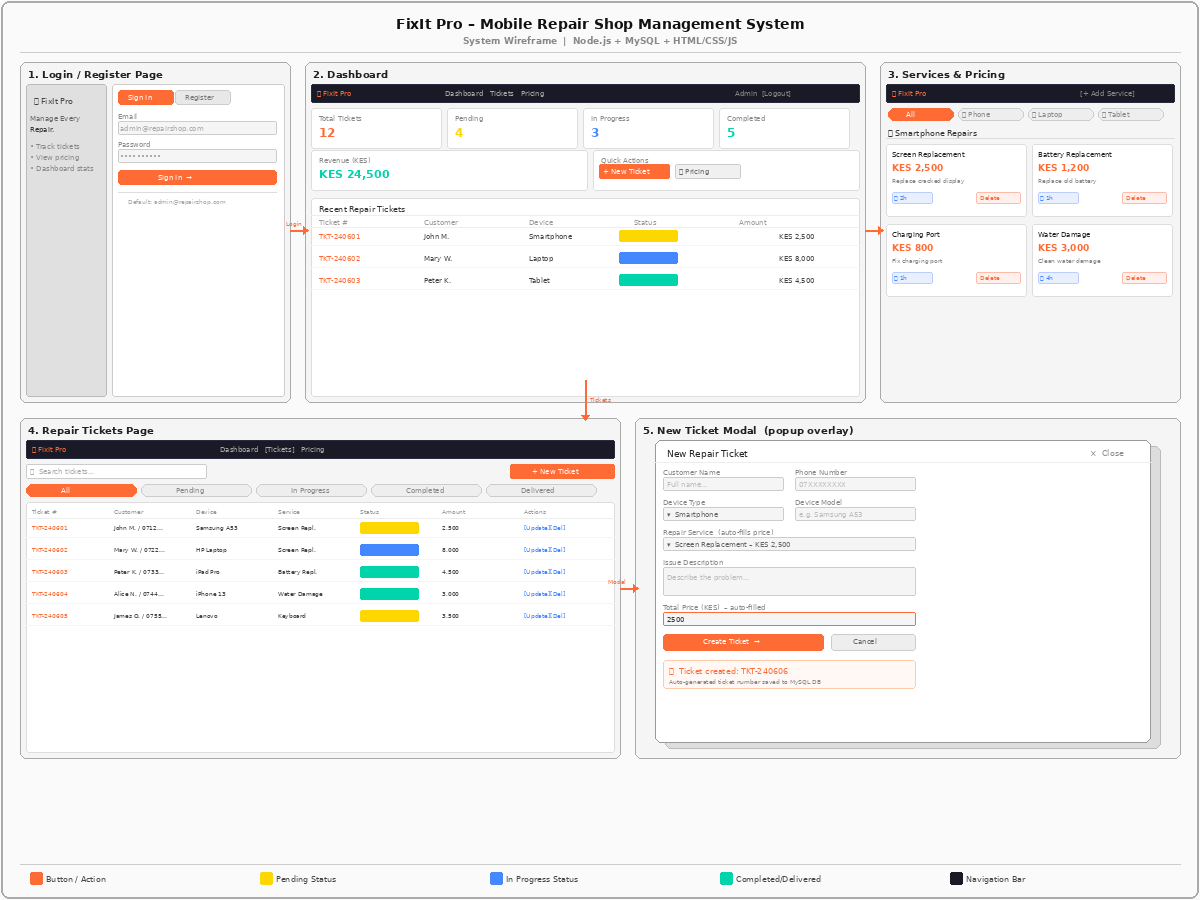 FixIt Pro – Mobile Repair Shop Management System
System Wireframe | Node.js + MySQL + HTML/CSS/JS
1. Login / Register Page
FixIt Pro
Manage Every
Repair.
• Track tickets
• View pricing
• Dashboard stats
Sign In
Register
Email
admin@repairshop.com
Password
••••••••••
Sign In →
Default: admin@repairshop.com
Login
2. Dashboard
FixIt Pro
Dashboard Tickets Pricing
Admin [Logout]
Total Tickets
12
Pending
4
In Progress
3
Completed
5
Revenue (KES)
KES 24,500
Quick Actions
+ New Ticket
Pricing
Recent Repair Tickets
Ticket # Customer Device Status Amount
TKT-240601 John M. Smartphone KES 2,500
TKT-240602 Mary W. Laptop KES 8,000
TKT-240603 Peter K. Tablet KES 4,500
Tickets
3. Services & Pricing
FixIt Pro
[+ Add Service]
All
Phone
Laptop
Tablet
Smartphone Repairs
Screen Replacement
KES 2,500
Replace cracked display
2h
Delete
Battery Replacement
KES 1,200
Replace old battery
1h
Delete
Charging Port
KES 800
Fix charging port
1h
Delete
Water Damage
KES 3,000
Clean water damage
4h
Delete
4. Repair Tickets Page
FixIt Pro
Dashboard [Tickets] Pricing
Search tickets...
+ New Ticket
All
Pending
In Progress
Completed
Delivered
Ticket # Customer Device Service Status Amount Actions
TKT-240601 John M. / 0712... Samsung A53 Screen Repl. 2,500 [Update][Del]
TKT-240602 Mary W. / 0722... HP Laptop Screen Repl. 8,000 [Update][Del]
TKT-240603 Peter K. / 0733... iPad Pro Battery Repl. 4,500 [Update][Del]
TKT-240604 Alice N. / 0744... iPhone 13 Water Damage 3,000 [Update][Del]
TKT-240605 James O. / 0755... Lenovo Keyboard 3,500 [Update][Del]
Modal
5. New Ticket Modal (popup overlay)
New Repair Ticket
× Close
Customer Name
Full name...
Phone Number
07XXXXXXXX
Device Type
▾ Smartphone
Device Model
e.g. Samsung A53
Repair Service (auto-fills price)
▾ Screen Replacement – KES 2,500
Issue Description
Describe the problem...
Total Price (KES) – auto-filled
2500
Create Ticket →
Cancel
Ticket created: TKT-240606
Auto-generated ticket number saved to MySQL DB
Button / Action
Pending Status
In Progress Status
Completed/Delivered
Navigation Bar